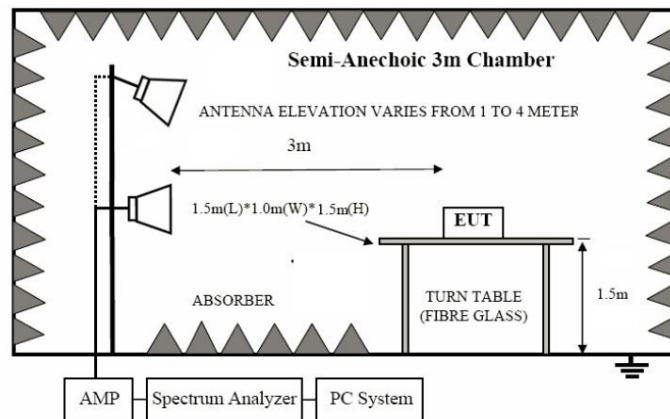 Semi-Anechoic 3m Chamber
ANTENNA ELEVATION VARIES FROM 1 TO 4 METER
3m
1.5m(L)*1.0m(W)*1.5m(H)
EUT
ABSORBER
TURN TABLE
(FIBRE GLASS)
1.5m
AMP
Spectrum Analyzer
PC System